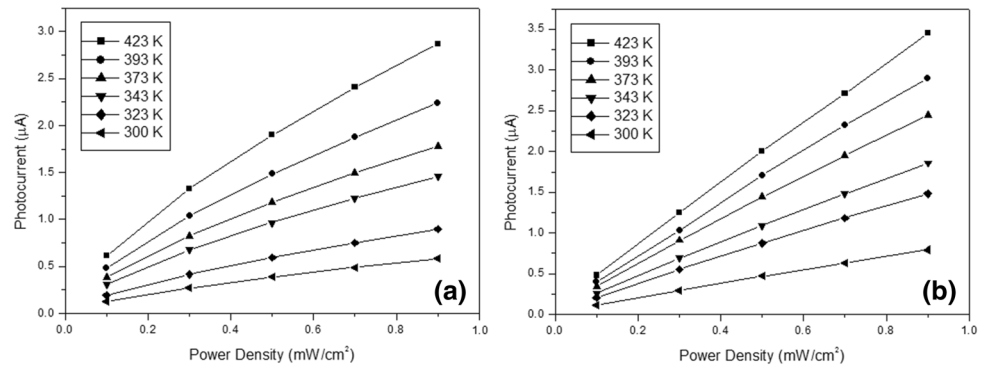 3.0
2.5
2.0
1.5
1.0
0.5
0.0
Photocurrent (μA)
423 K
393 K
373 K
343 K
323 K
300 K
(a)
0.0 0.2 0.4 0.6 0.8 1.0
Power Density (mW/cm²)
3.5
3.0
2.5
2.0
1.5
1.0
0.5
0.0
Photocurrent (μA)
423 K
393 K
373 K
343 K
323 K
300 K
(b)
0.0 0.2 0.4 0.6 0.8 1.0
Power Density (mW/cm²)